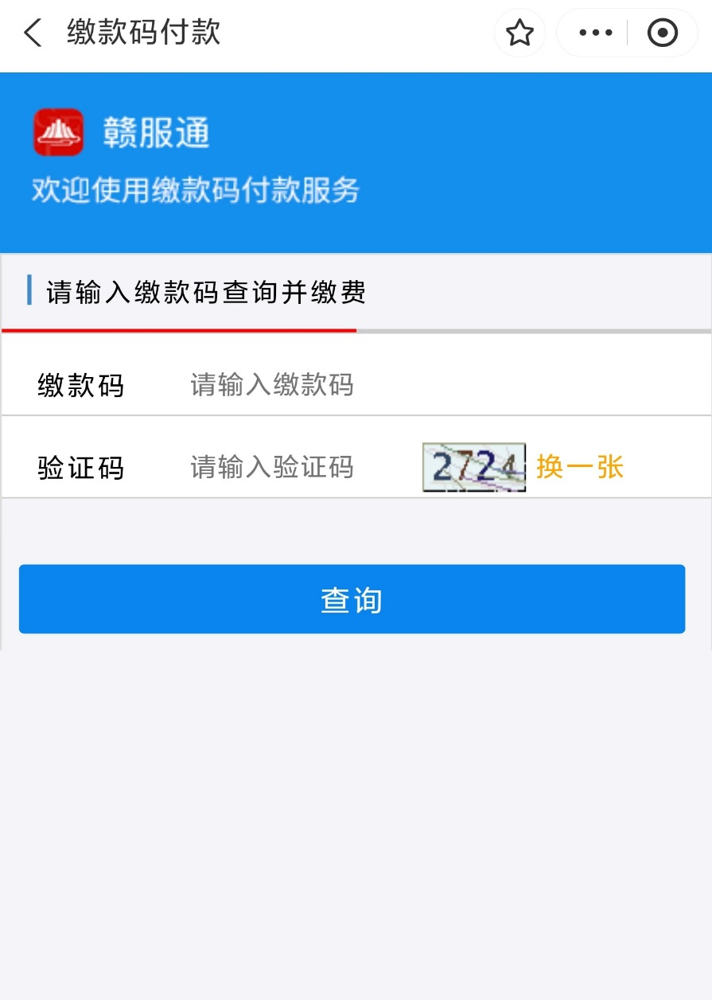 缴款码付款
赣服通
欢迎使用缴款码付款服务
请输入缴款码查询并缴费
缴款码 请输入缴款码
验证码 请输入验证码 2724 换一张
查询